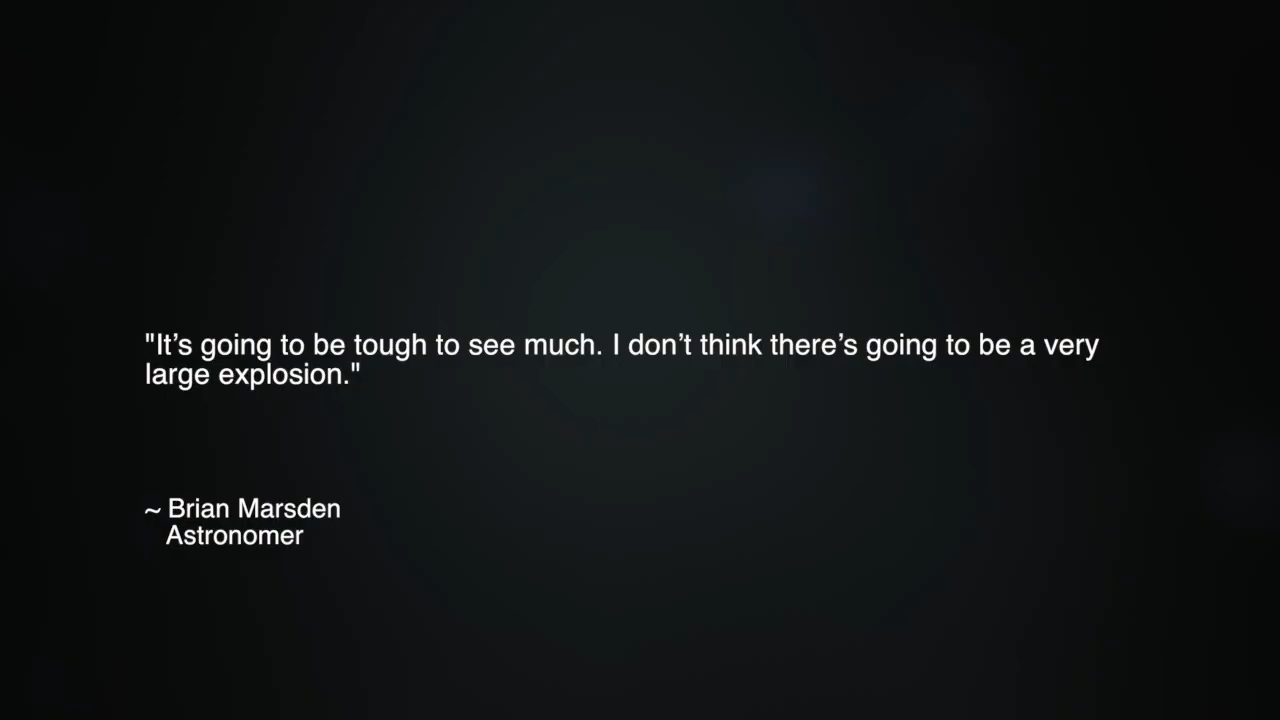 "It’s going to be tough to see much. I don’t think there’s going to be a very
large explosion."
~ Brian Marsden
Astronomer